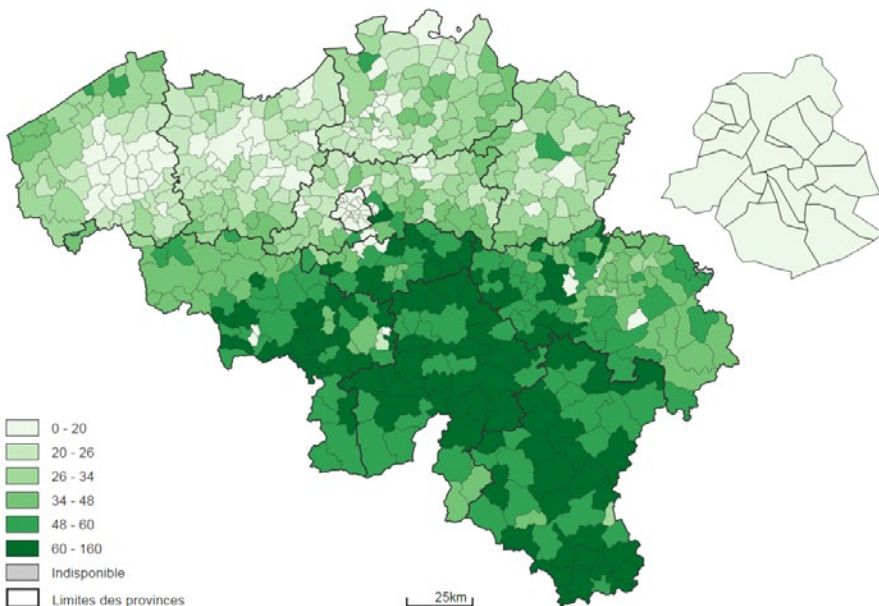 0 - 20
20 - 26
26 - 34
34 - 48
48 - 60
60 - 160
Indisponible
Limites des provinces
25km